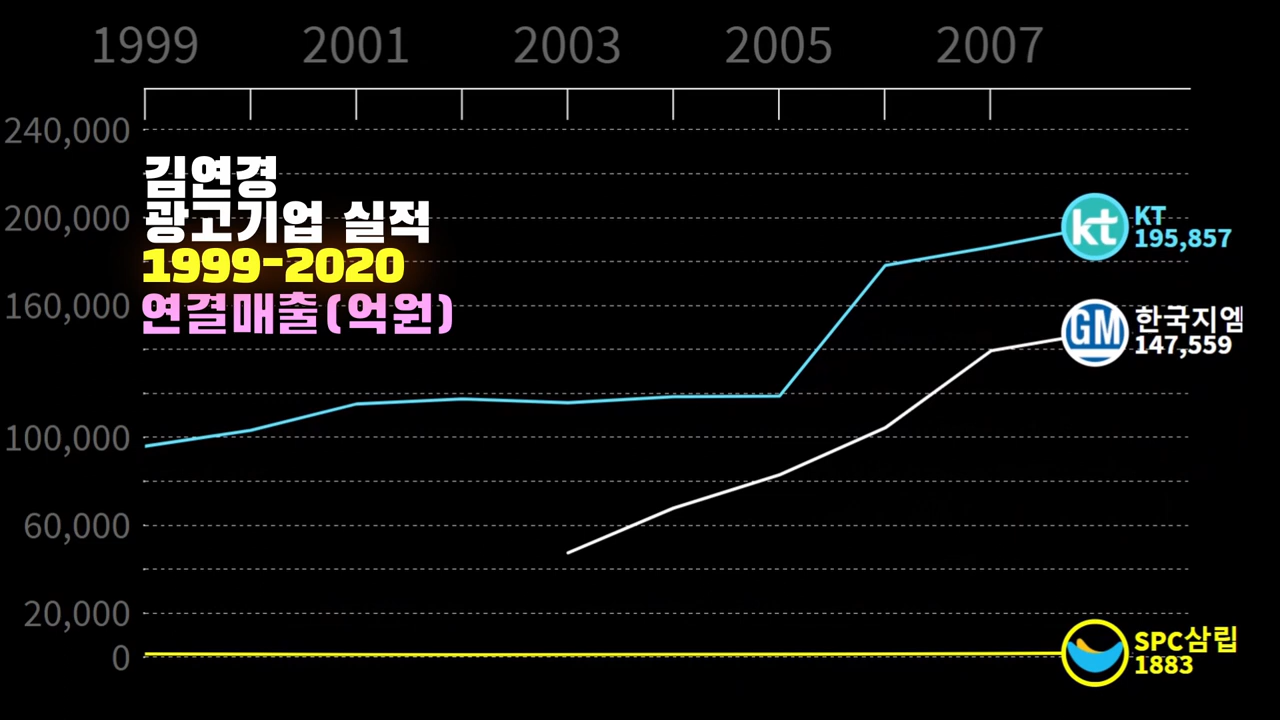 1999 2001 2003 2005 2007
240,000
200,000
160,000
100,000
60,000
20,000
0
김연경
광고기업 실적
1999-2020
연결매출(억원)
kt
KT
195,857
GM
한국지엠
147,559
SPC삼립
1883